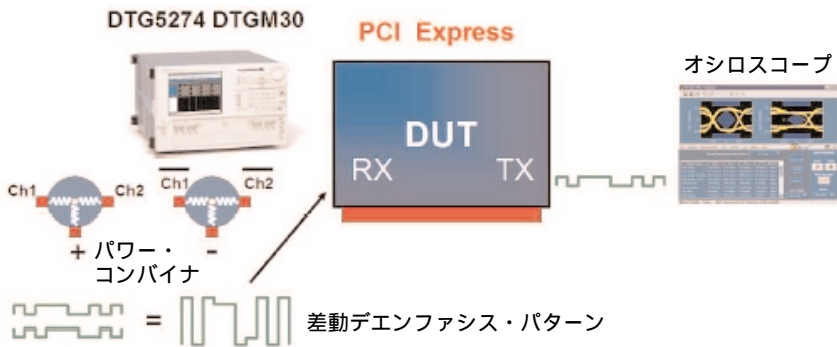 DTG5274 DTGM30
PCI Express
オシロスコープ
DUT
RX
TX
Ch1
Ch2
Ch1
Ch2
+
パワー・
コンバイナ
-
=
差動デエンファシス・パターン